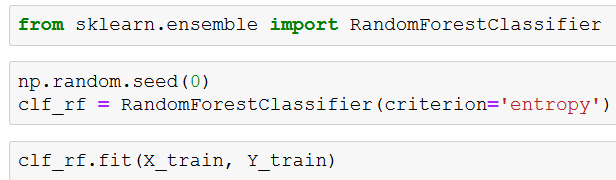 from sklearn.ensemble import RandomForestClassifier
np.random.seed(0)
clf_rf = RandomForestClassifier(criterion='entropy')
clf_rf.fit(X_train, Y_train)